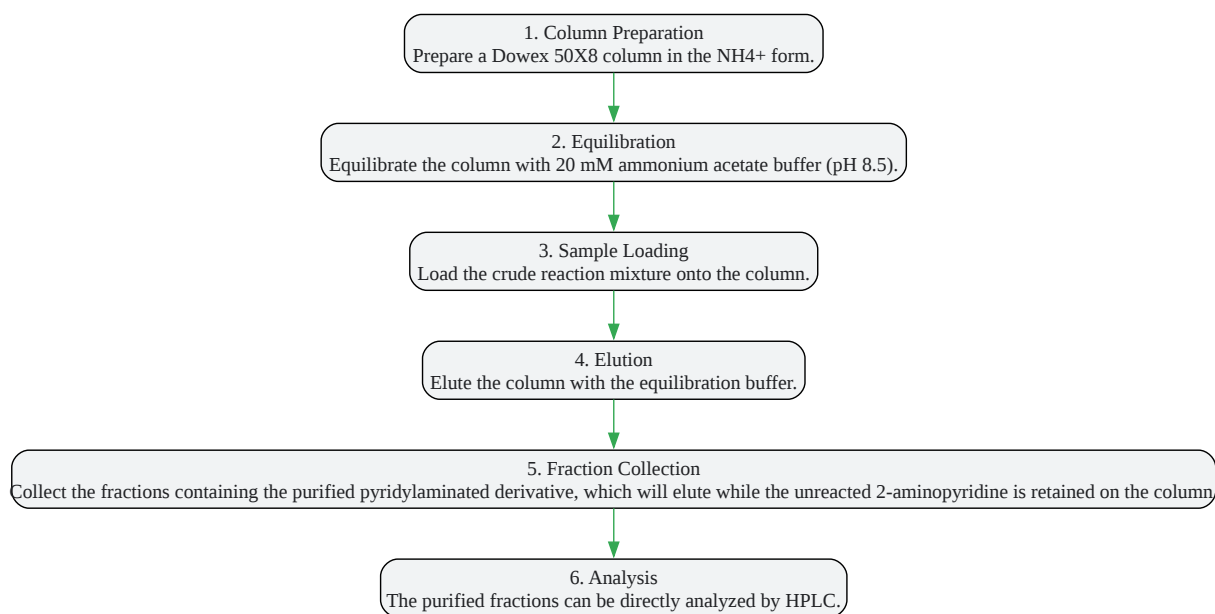 1. Column Preparation
Prepare a Dowex 50X8 column in the NH4+ form.
2. Equilibration
Equilibrate the column with 20 mM ammonium acetate buffer (pH 8.5).
3. Sample Loading
Load the crude reaction mixture onto the column.
4. Elution
Elute the column with the equilibration buffer.
5. Fraction Collection
Collect the fractions containing the purified pyridylaminated derivative, which will elute while the unreacted 2-aminopyridine is retained on the column.
6. Analysis
The purified fractions can be directly analyzed by HPLC.